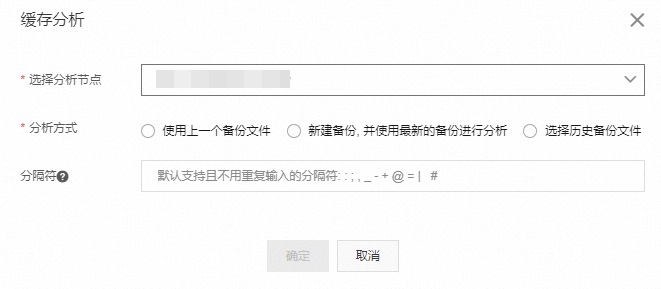 缓存分析
* 选择分析节点
* 分析方式 使用上一个备份文件 新建备份, 并使用最新的备份进行分析 选择历史备份文件
分隔符? 默认支持且不用重复输入的分隔符: : ; , _ - + @ = | #
确定 取消